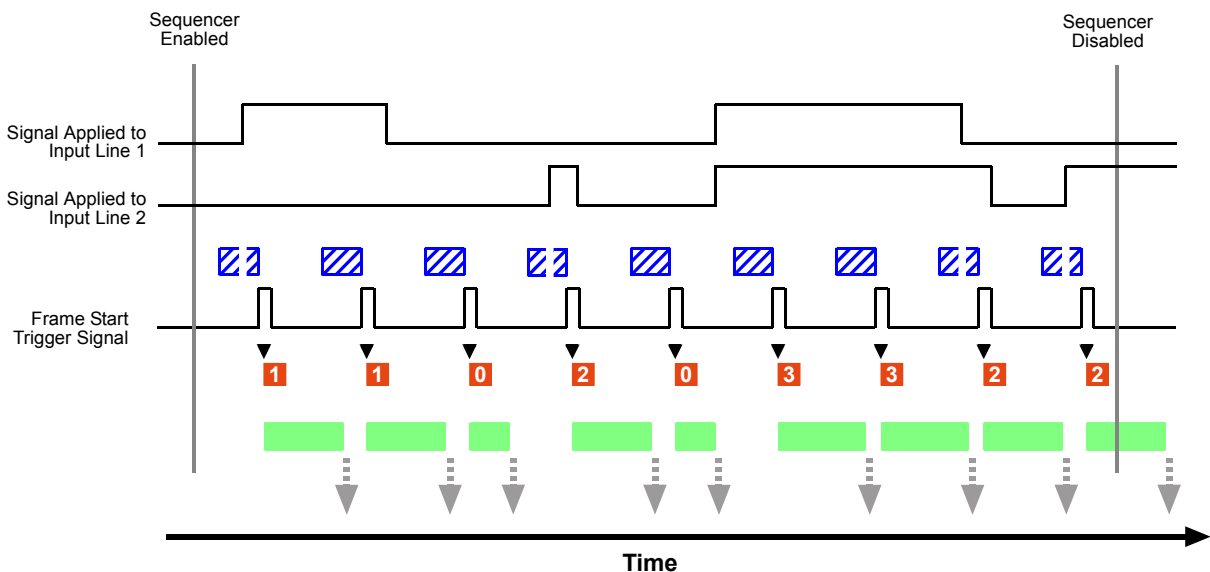 Sequencer
Enabled
Sequencer
Disabled
Signal Applied to
Input Line 1
Signal Applied to
Input Line 2
Frame Start
Trigger Signal
1 1 0 2 0 3 3 2 2
Time